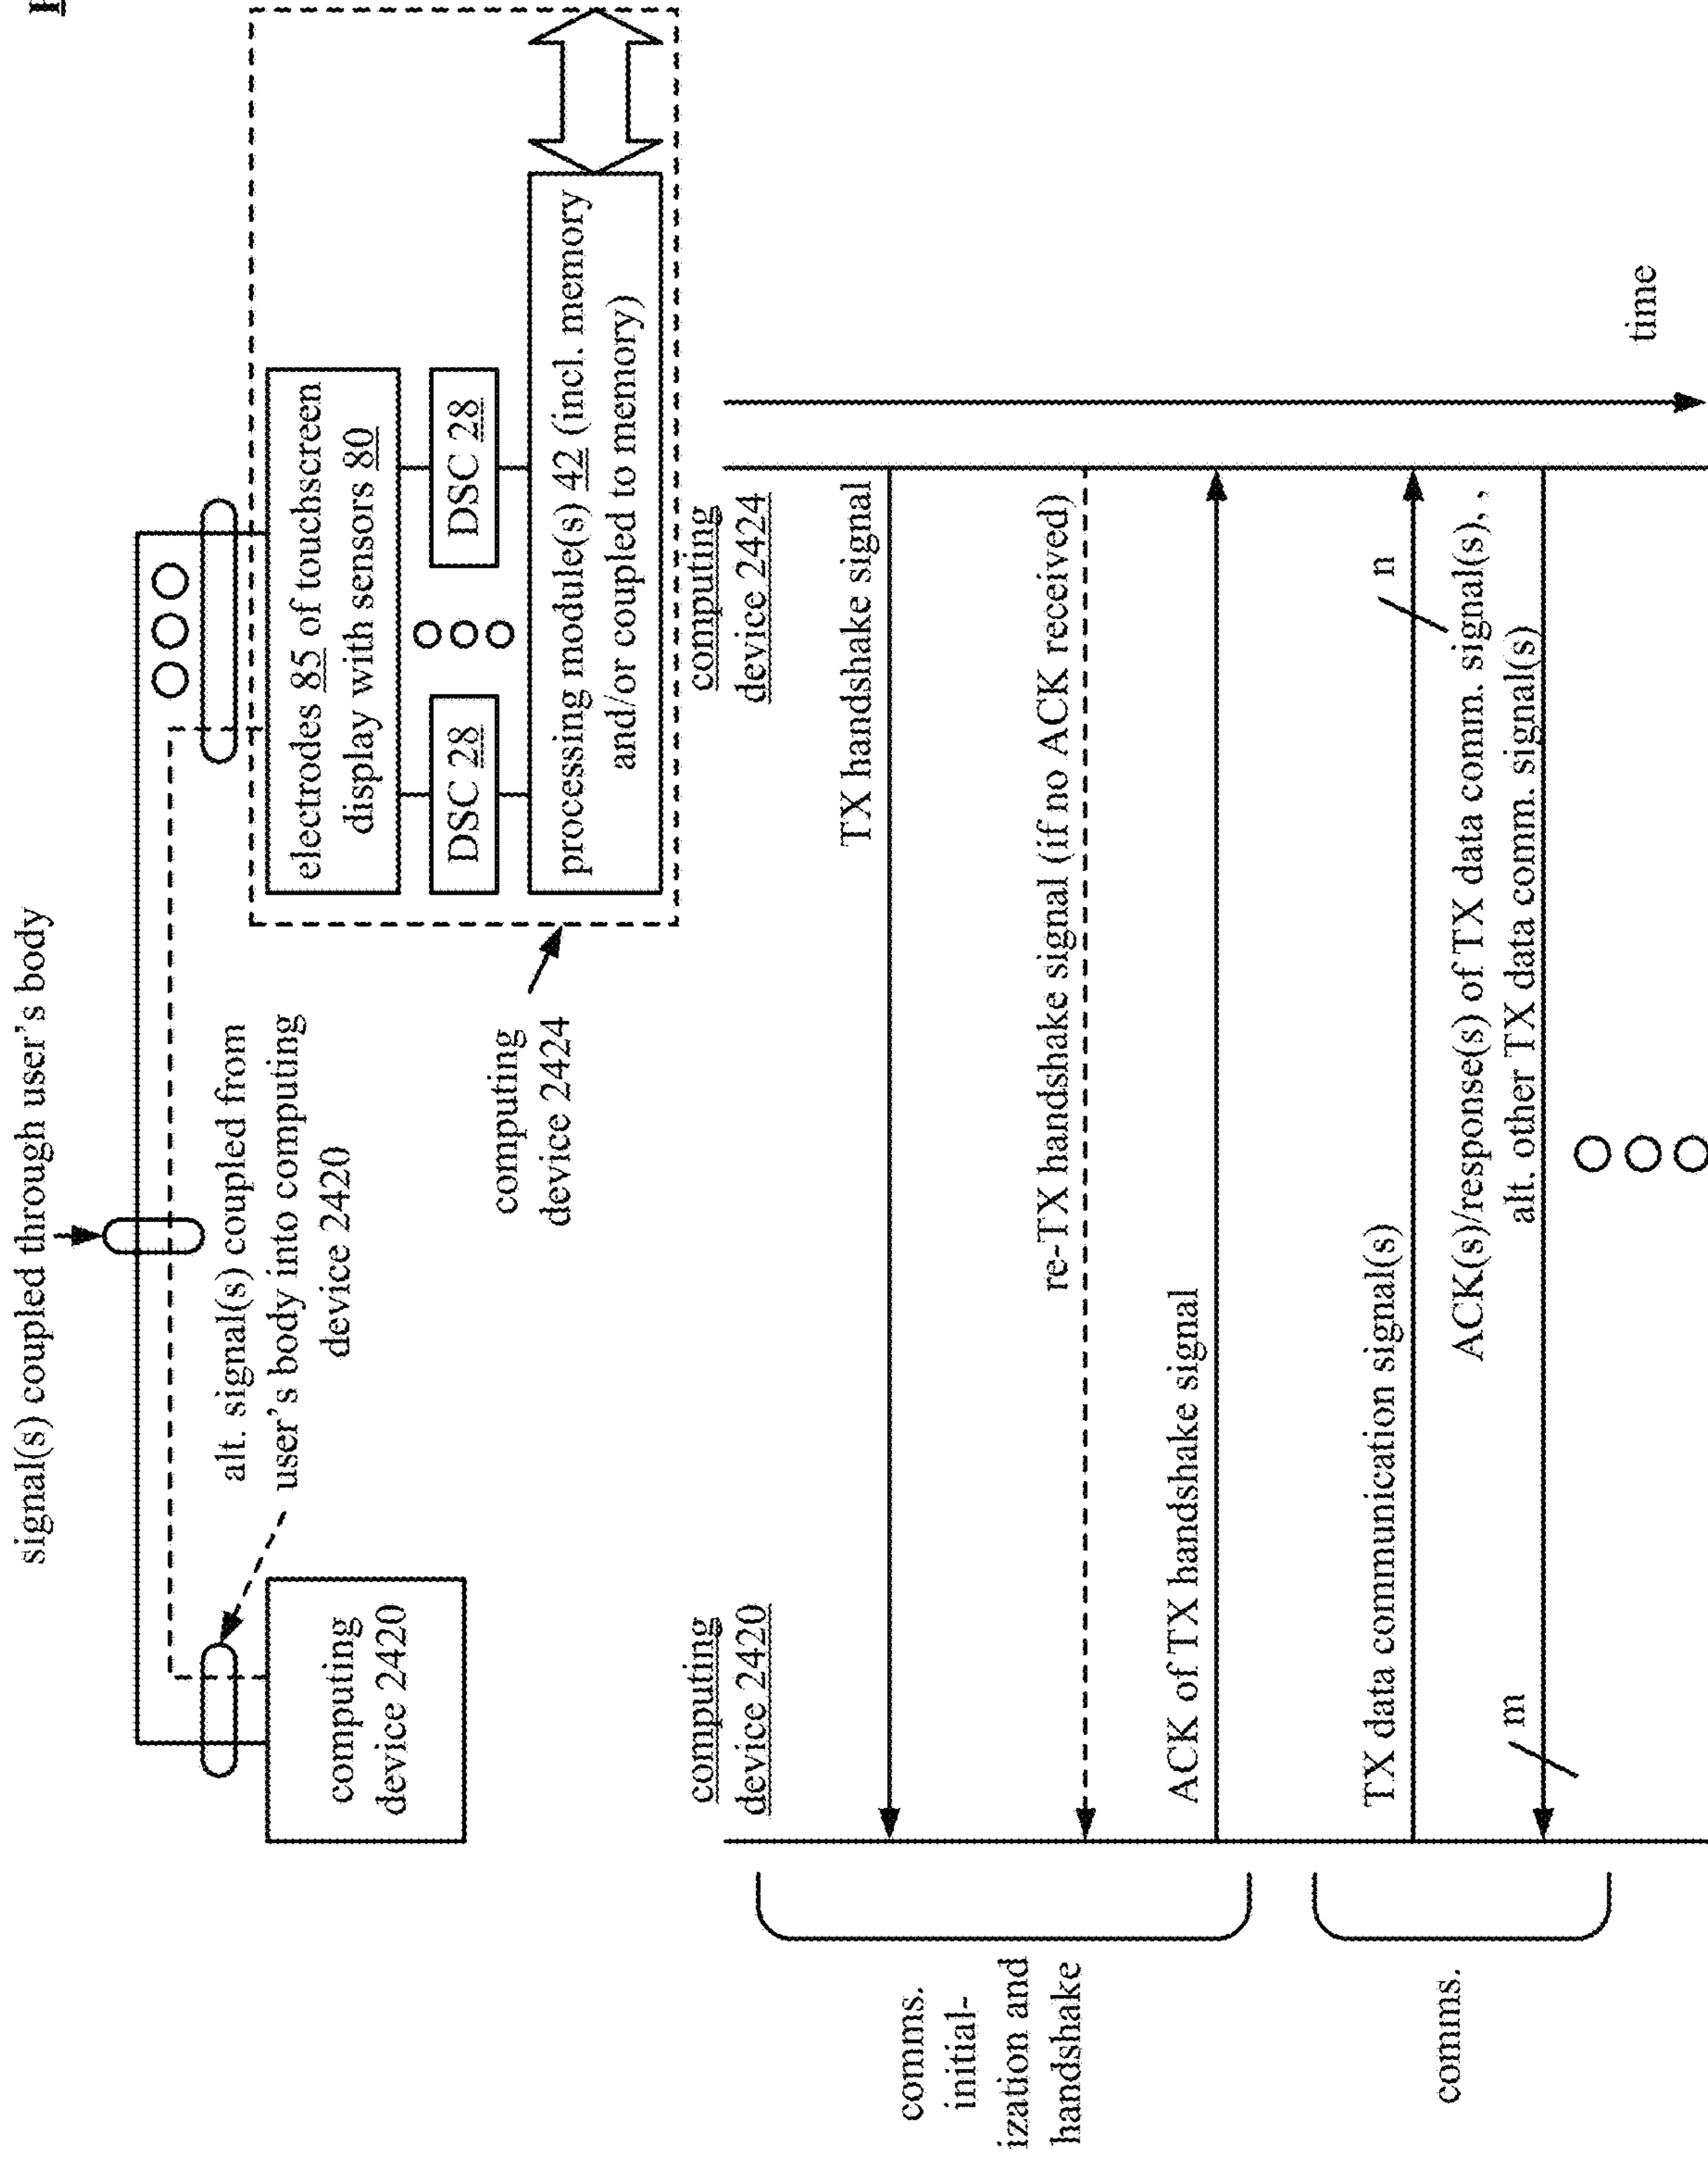 signal(s) coupled through user's body
alt. signal(s) coupled from
user's body into computing
device 2420
computing
device 2420
computing
device 2424
electrodes 85 of touchscreen
display with sensors 80
DSC 28
DSC 28
processing module(s) 42 (incl. memory
and/or coupled to memory)
computing
device 2420
computing
device 2424
comms.
initial-
ization and
handshake
TX handshake signal
re-TX handshake signal (if no ACK received)
ACK of TX handshake signal
comms.
TX data communication signal(s)
n
ACK(s)/response(s) of TX data comm. signal(s), ,
alt. other TX data comm. signal(s)
m
time